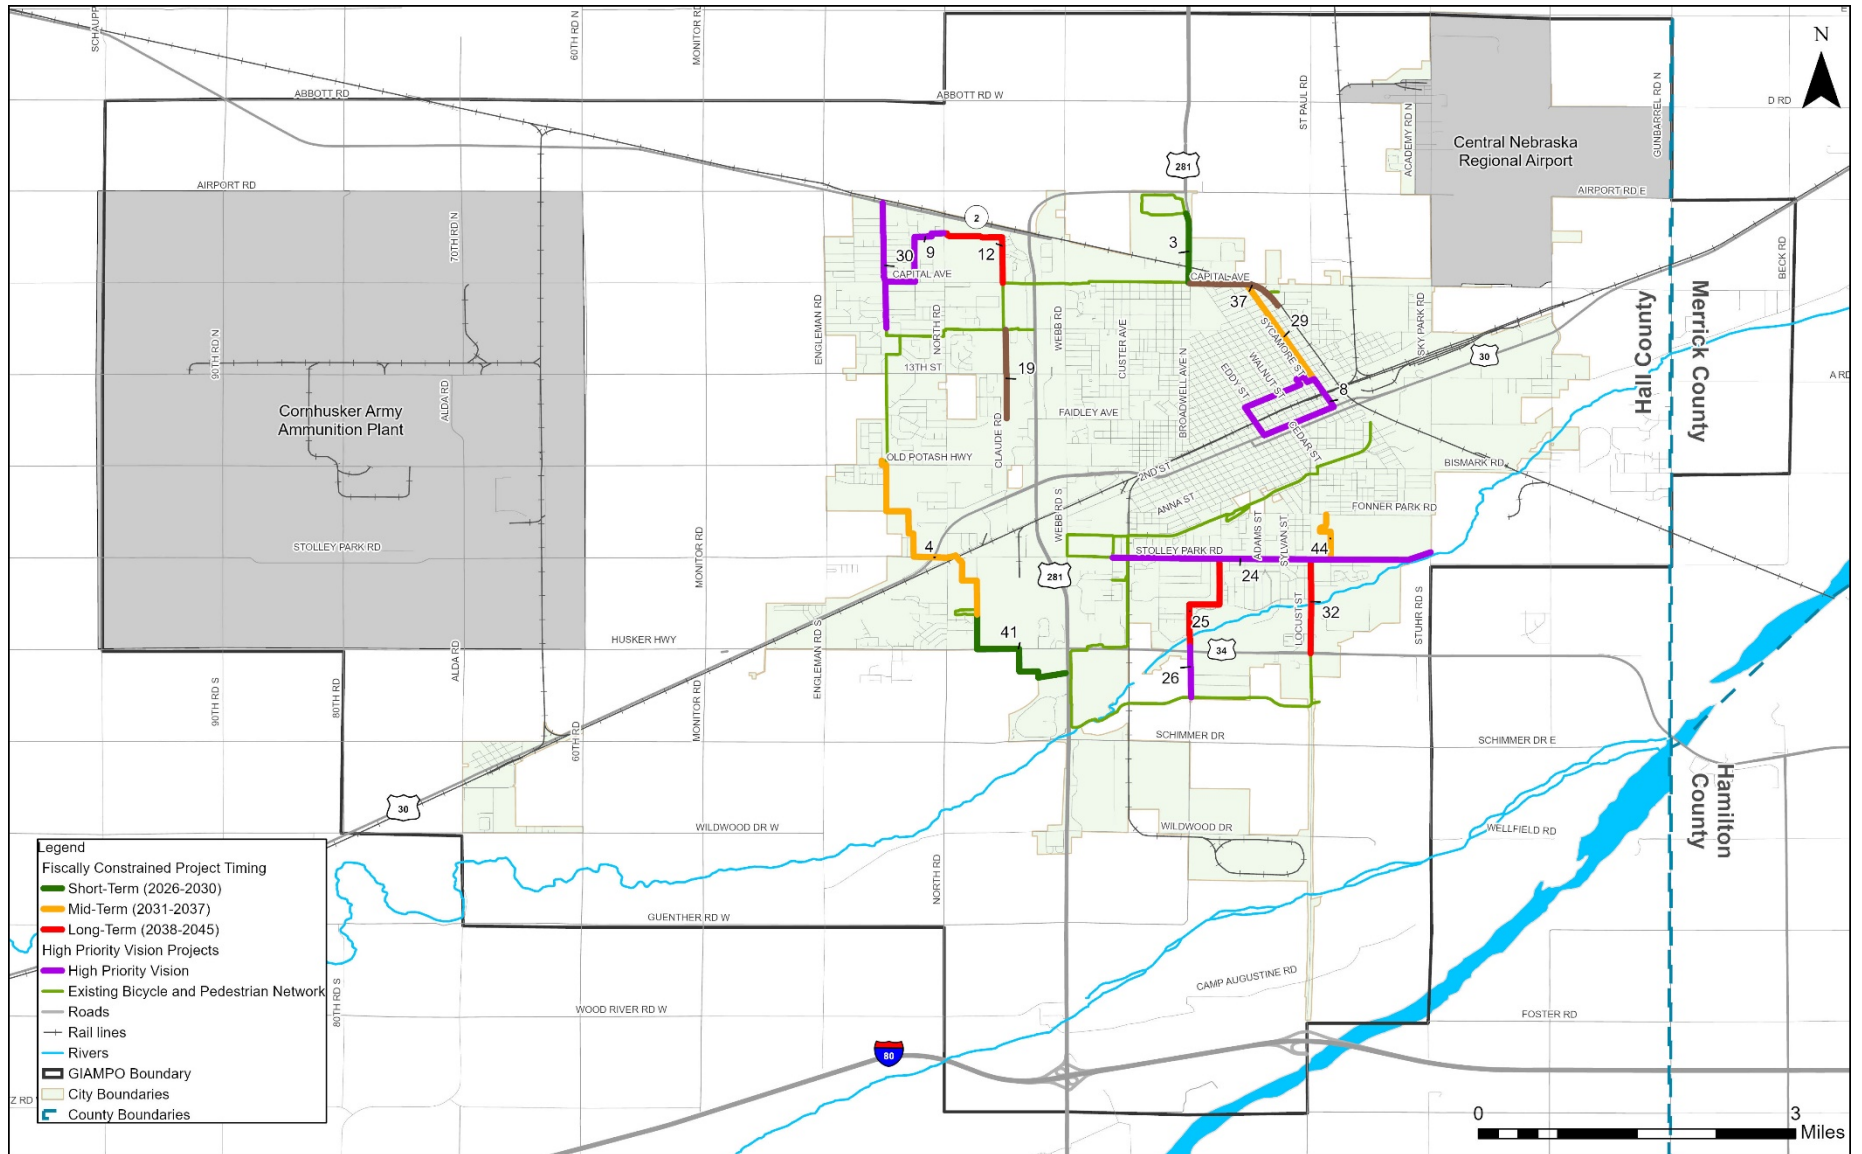 SCHAUPP
60TH RD N
MONITOR RD
N
ABBOTT RD
ABBOTT RD W
ST PAUL RD
ACADEMY RD N
GUNBARREL RD N
D RD
Central Nebraska
Regional Airport
281
AIRPORT RD
AIRPORT RD E
70TH RD N
2
3
30
9
12
CAPITAL AVE
CAPITAL AVE
BECK RD
ENGLEMAN RD
NORTH RD
WEBB RD
CUSTER AVE
37
29
SYCAMORE ST
SKY PARK RD
Hall County
Merrick County
90TH RD N
30
13TH ST
19
WALNUT ST
EDDY ST
BROADWELL AVE N
8
A RD
ALDA RD
Cornhusker Army
Ammunition Plant
FAIDLEY AVE
CLAUDE RD
CEDAR ST
OLD POTASH HWY
2ND ST
BISMARK RD
WEBB RD S
ANNA ST
FONNER PARK RD
ADAMS ST
SYLVAN ST
STOLLEY PARK RD
MONITOR RD
4
STOLLEY PARK RD
44
281
24
LOCUST ST
32
25
STUHR RD S
ENGLEMAN RD S
HUSKER HWY
41
34
ALDA RD
26
90TH RD S
80TH RD
60TH RD
MONITOR RD
SCHIMMER DR
SCHIMMER DR E
Hamilton
County
30
WILDWOOD DR W
WILDWOOD DR
WELLFIELD RD
NORTH RD
GUENTHER RD W
CAMP AUGUSTINE RD
80TH RD S
WOOD RIVER RD W
FOSTER RD
80
Z RD
Legend
Fiscally Constrained Project Timing
Short-Term (2026-2030)
Mid-Term (2031-2037)
Long-Term (2038-2045)
High Priority Vision Projects
High Priority Vision
Existing Bicycle and Pedestrian Network
Roads
Rail lines
Rivers
GIAMPO Boundary
City Boundaries
County Boundaries
0 3
Miles